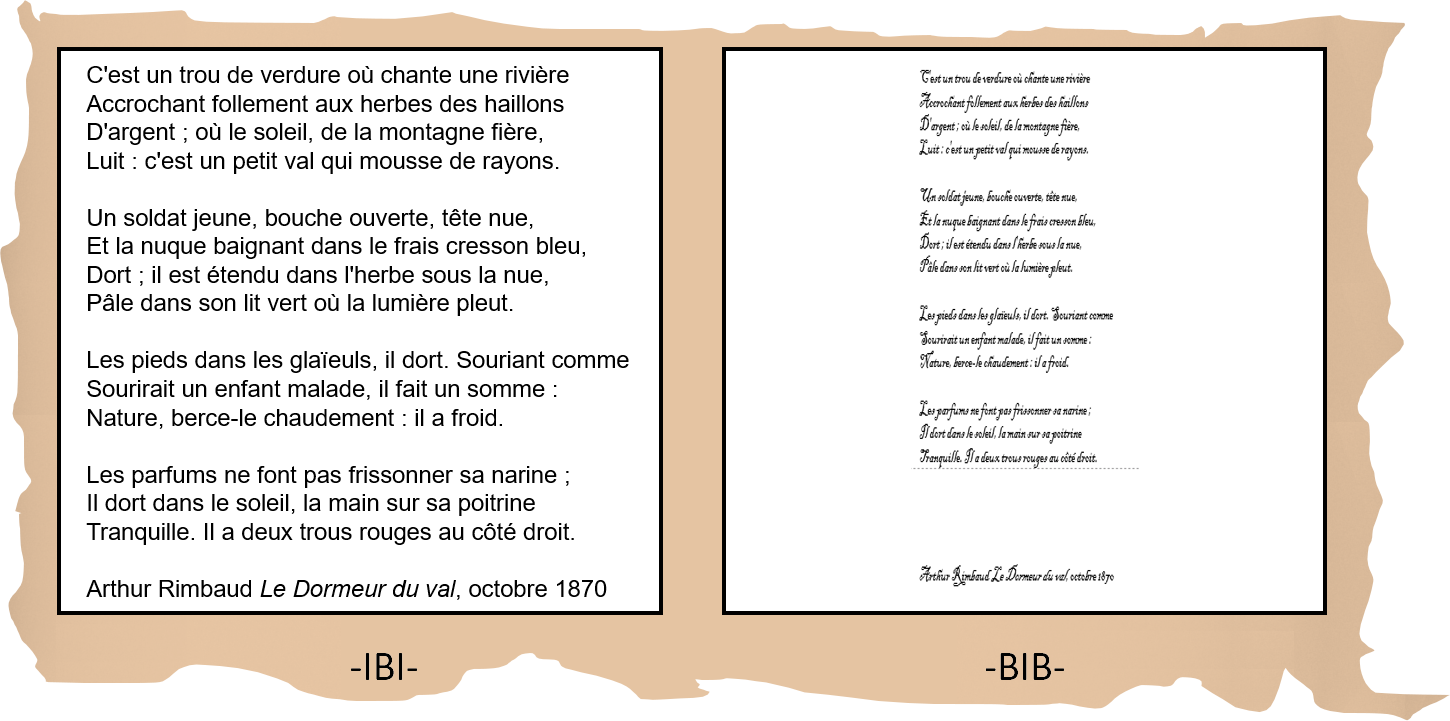 C'est un trou de verdure où chante une rivière
Accrochant follement aux herbes des haillons
D'argent ; où le soleil, de la montagne fière,
Luit : c'est un petit val qui mousse de rayons.
Un soldat jeune, bouche ouverte, tête nue,
Et la nuque baignant dans le frais cresson bleu,
Dort ; il est étendu dans l'herbe sous la nue,
Pâle dans son lit vert où la lumière pleut.
Les pieds dans les glaïeuls, il dort. Souriant comme
Sourirait un enfant malade, il fait un somme :
Nature, berce-le chaudement : il a froid.
Les parfums ne font pas frissonner sa narine ;
Il dort dans le soleil, la main sur sa poitrine
Tranquille. Il a deux trous rouges au côté droit.
Arthur Rimbaud Le Dormeur du val, octobre 1870
-IBI-
C'est un trou de verdure où chante une rivière
Accrochant follement aux herbes des haillons
D'argent ; où le soleil, de la montagne fière,
Luit : c'est un petit val qui mousse de rayons.
Un soldat jeune, bouche ouverte, tête nue,
Et la nuque baignant dans le frais cresson bleu,
Dort ; il est étendu dans l'herbe sous la nue,
Pâle dans son lit vert où la lumière pleut.
Les pieds dans les glaïeuls, il dort. Souriant comme
Sourirait un enfant malade, il fait un somme :
Nature, berce-le chaudement : il a froid.
Les parfums ne font pas frissonner sa narine ;
Il dort dans le soleil, la main sur sa poitrine
Tranquille. Il a deux trous rouges au côté droit.
Arthur Rimbaud Le Dormeur du val, octobre 1870
-BIB-